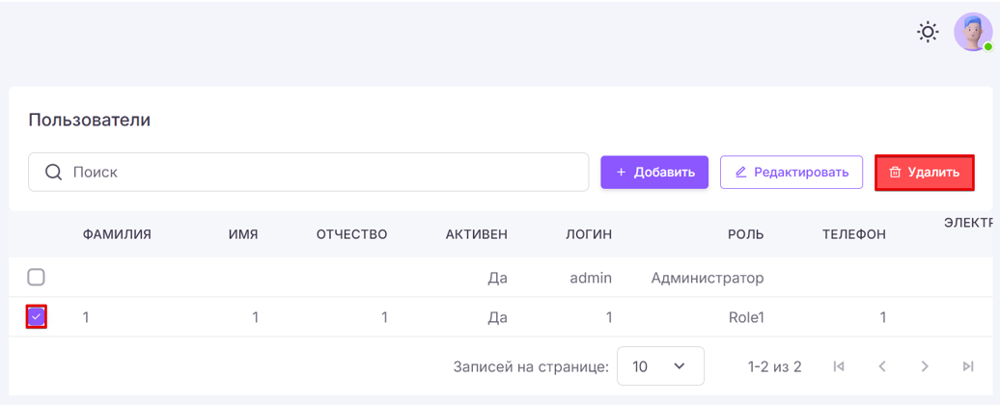 Пользователи
Поиск
+ Добавить
Редактировать
Удалить
ФАМИЛИЯ ИМЯ ОТЧЕСТВО АКТИВЕН ЛОГИН РОЛЬ ТЕЛЕФОН ЭЛЕКТР
Да admin Администратор
1 1 1 Да 1 Role1 1
Записей на странице: 10 1-2 из 2